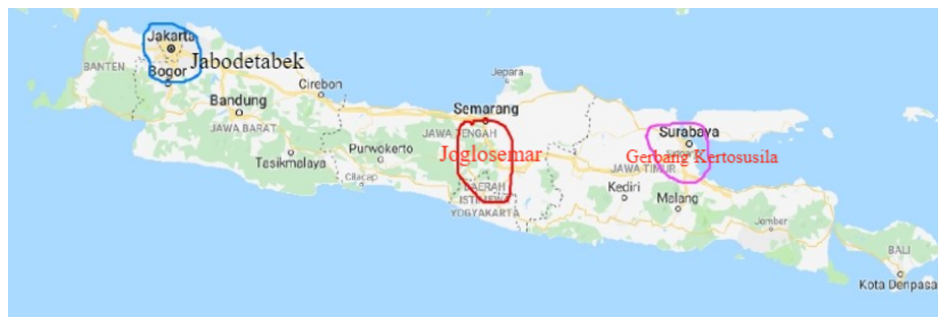 Jakarta
Jabodetabek
BANTEN
Bogor
Jepara
Cirebon
Bandung
Semarang
JAWA BARAT
JAWA TENGAH
Surabaya
Purwokerto
Joglosemar
Gerbang Kertosusila
Tasikmalaya
JAWA TIMUR
Cilacap
DAERAH
ISTIMEWA
YOGYAKARTA
Kediri
Malang
Jember
BALI
Kota Denpasa